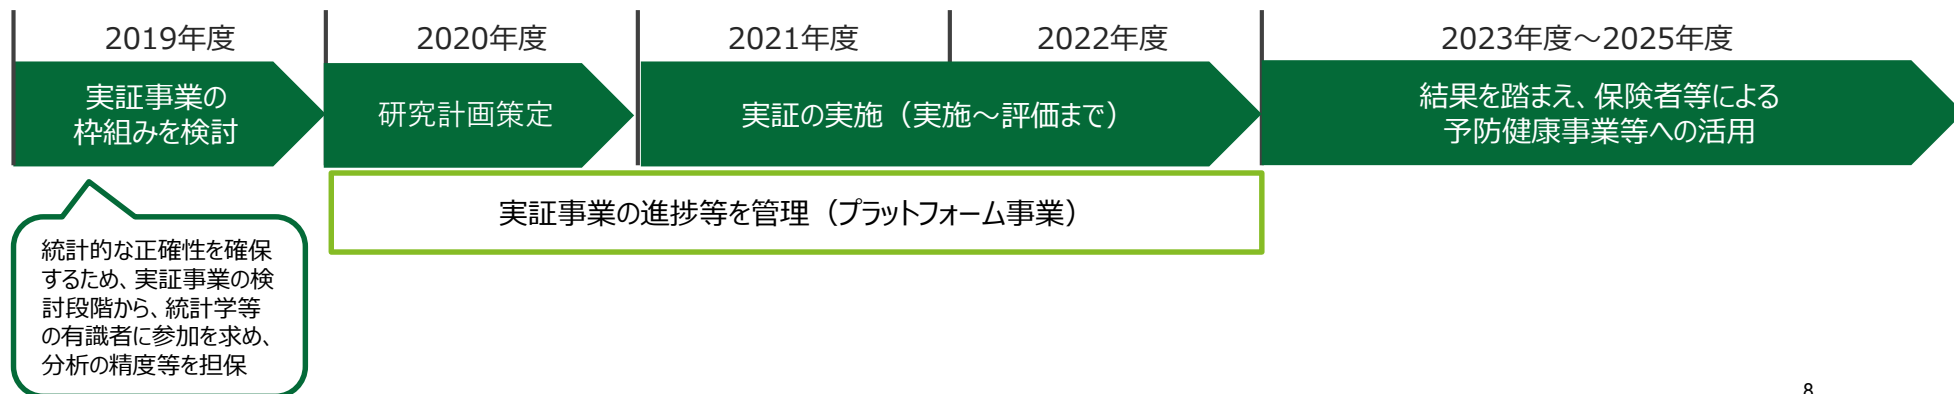 2019年度
2020年度
2021年度
2022年度
2023年度～2025年度
実証事業の
枠組みを検討
研究計画策定
実証の実施（実施～評価まで）
結果を踏まえ、保険者等による
予防健康事業等への活用
実証事業の進捗等を管理（プラットフォーム事業）
統計的な正確性を確保
するため、実証事業の検
討段階から、統計学等
の有識者に参加を求め、
分析の精度等を担保
8